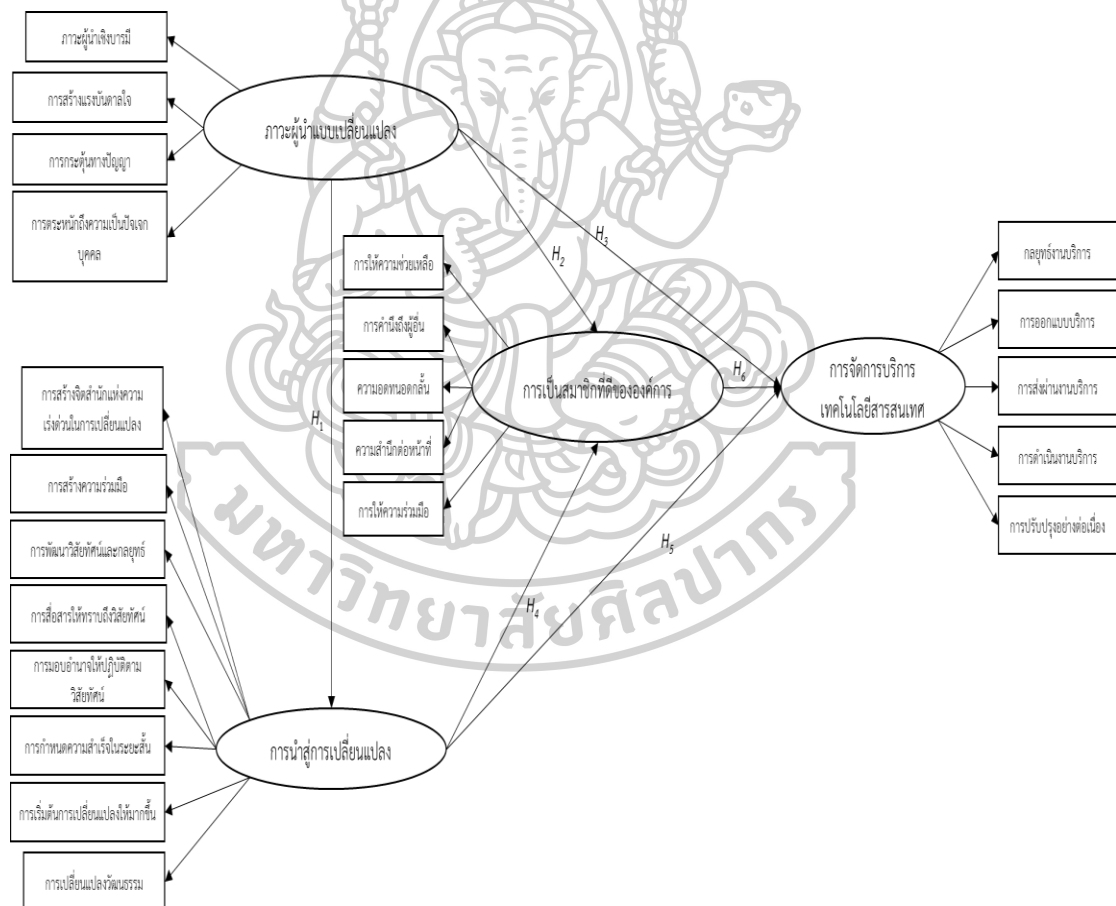 ภาวะผู้นำเชิงบารมี
การสร้างแรงบันดาลใจ
การกระตุ้นทางปัญญา
การตระหนักถึงความเป็นปัจเจก
บุคคล
ภาวะผู้นำแบบเปลี่ยนแปลง
H1
H2
H3
การให้ความช่วยเหลือ
การคำนึงถึงผู้อื่น
ความอดทนอดกลั้น
ความสำนึกต่อหน้าที่
การให้ความร่วมมือ
การเป็นสมาชิกที่ดีขององค์การ
H6
การจัดการบริการ
เทคโนโลยีสารสนเทศ
กลยุทธ์งานบริการ
การออกแบบบริการ
การส่งผ่านงานบริการ
การดำเนินงานบริการ
การปรับปรุงอย่างต่อเนื่อง
การสร้างจิตสำนักแห่งความ
เร่งด่วนในการเปลี่ยนแปลง
การสร้างความร่วมมือ
การพัฒนาวิสัยทัศน์และกลยุทธ์
การสื่อสารให้ทราบถึงวิสัยทัศน์
การมอบอำนาจให้ปฏิบัติตาม
วิสัยทัศน์
การกำหนดความสำเร็จในระยะสั้น
การเริ่มต้นการเปลี่ยนแปลงให้มากขึ้น
การเปลี่ยนแปลงวัฒนธรรม
การนำสู่การเปลี่ยนแปลง
H4
H5
มหาวิทยาลัยศิลปากร